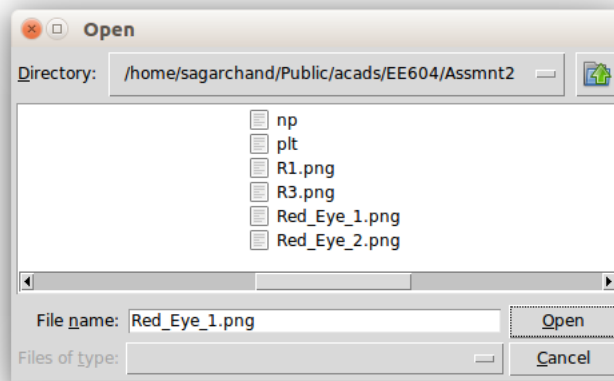 Open
Directory: /home/sagarchand/Public/acads/EE604/Assmnt2
np
plt
R1.png
R3.png
Red_Eye_1.png
Red_Eye_2.png
File name: Red_Eye_1.png Open
Files of type: Cancel